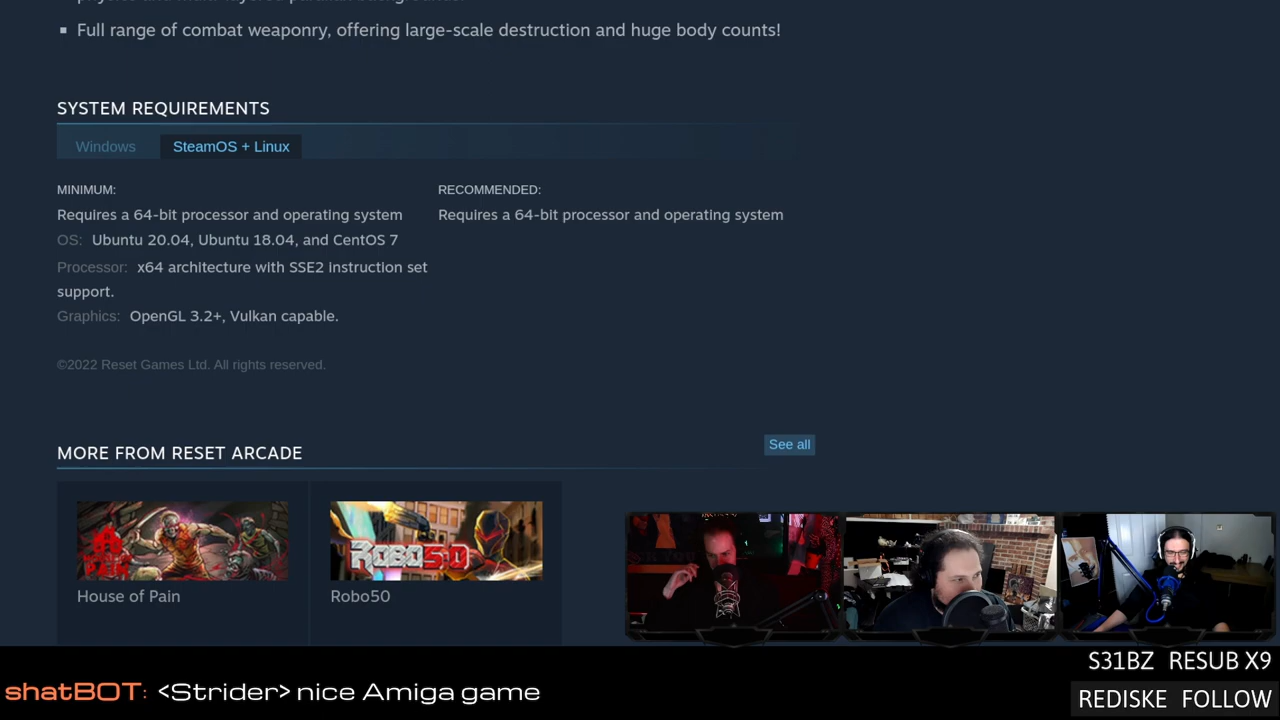 Full range of combat weaponry, offering large-scale destruction and huge body counts!
SYSTEM REQUIREMENTS
Windows
SteamOS + Linux
MINIMUM:
Requires a 64-bit processor and operating system
OS: Ubuntu 20.04, Ubuntu 18.04, and CentOS 7
Processor: x64 architecture with SSE2 instruction set
support.
Graphics: OpenGL 3.2+, Vulkan capable.
RECOMMENDED:
Requires a 64-bit processor and operating system
©2022 Reset Games Ltd. All rights reserved.
MORE FROM RESET ARCADE
See all
PAIN
House of Pain
ROBO50
Robo50
S31BZ RESUB X9
shatBOT: <Strider> nice Amiga game
REDISKE FOLLOW